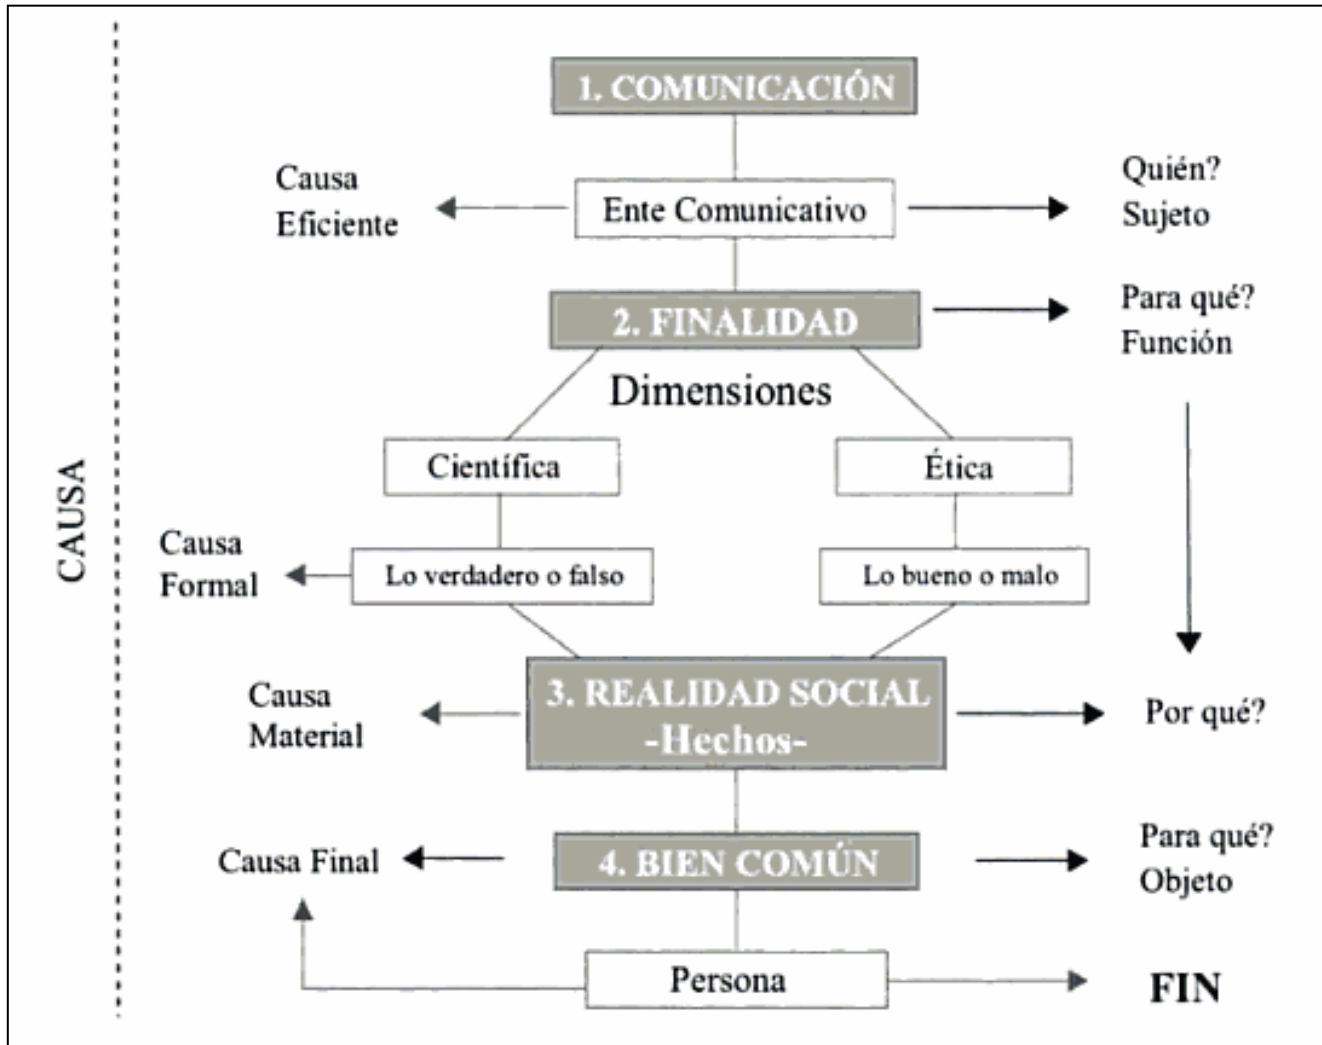 1. COMUNICACIÓN
Causa
Eficiente
Ente Comunicativo
Quién?
Sujeto
2. FINALIDAD
Para qué?
Función
Dimensiones
Científica
Ética
CAUSA
Causa
Formal
Lo verdadero o falso
Lo bueno o malo
Causa
Material
3. REALIDAD SOCIAL
-Hechos-
Por qué?
Causa Final
4. BIEN COMÚN
Para qué?
Objeto
Persona
FIN